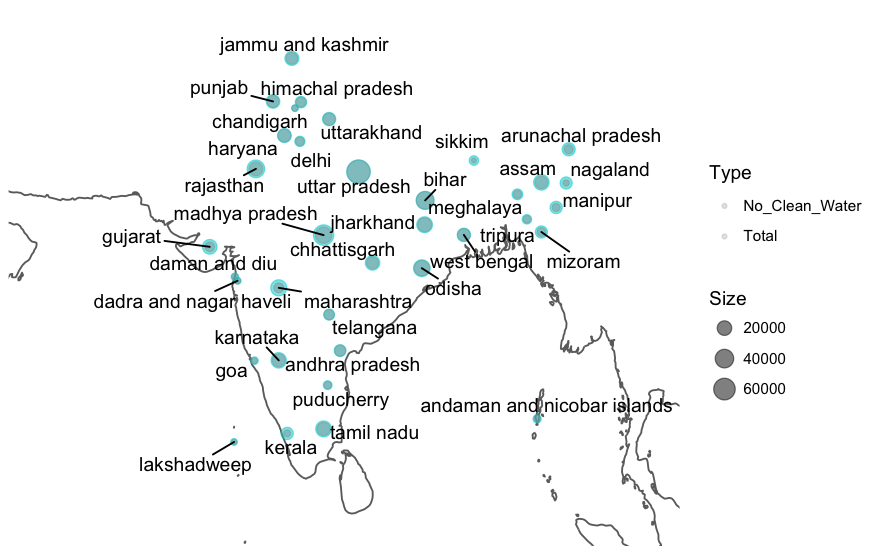 jammu and kashmir
punjab
himachal pradesh
chandigarh
uttarakhand
haryana
delhi
sikkim
arunachal pradesh
rajasthan
uttar pradesh
bihar
assam
nagaland
madhya pradesh
jharkhand
meghalaya
manipur
gujarat
chhattisgarh
tripura
daman and diu
west bengal
mizoram
dadra and nagar haveli
maharashtra
odisha
karnataka
telangana
goa
andhra pradesh
puducherry
andaman and nicobar islands
kerala
tamil nadu
lakshadweep
Type
No_Clean_Water
Total
Size
20000
40000
60000